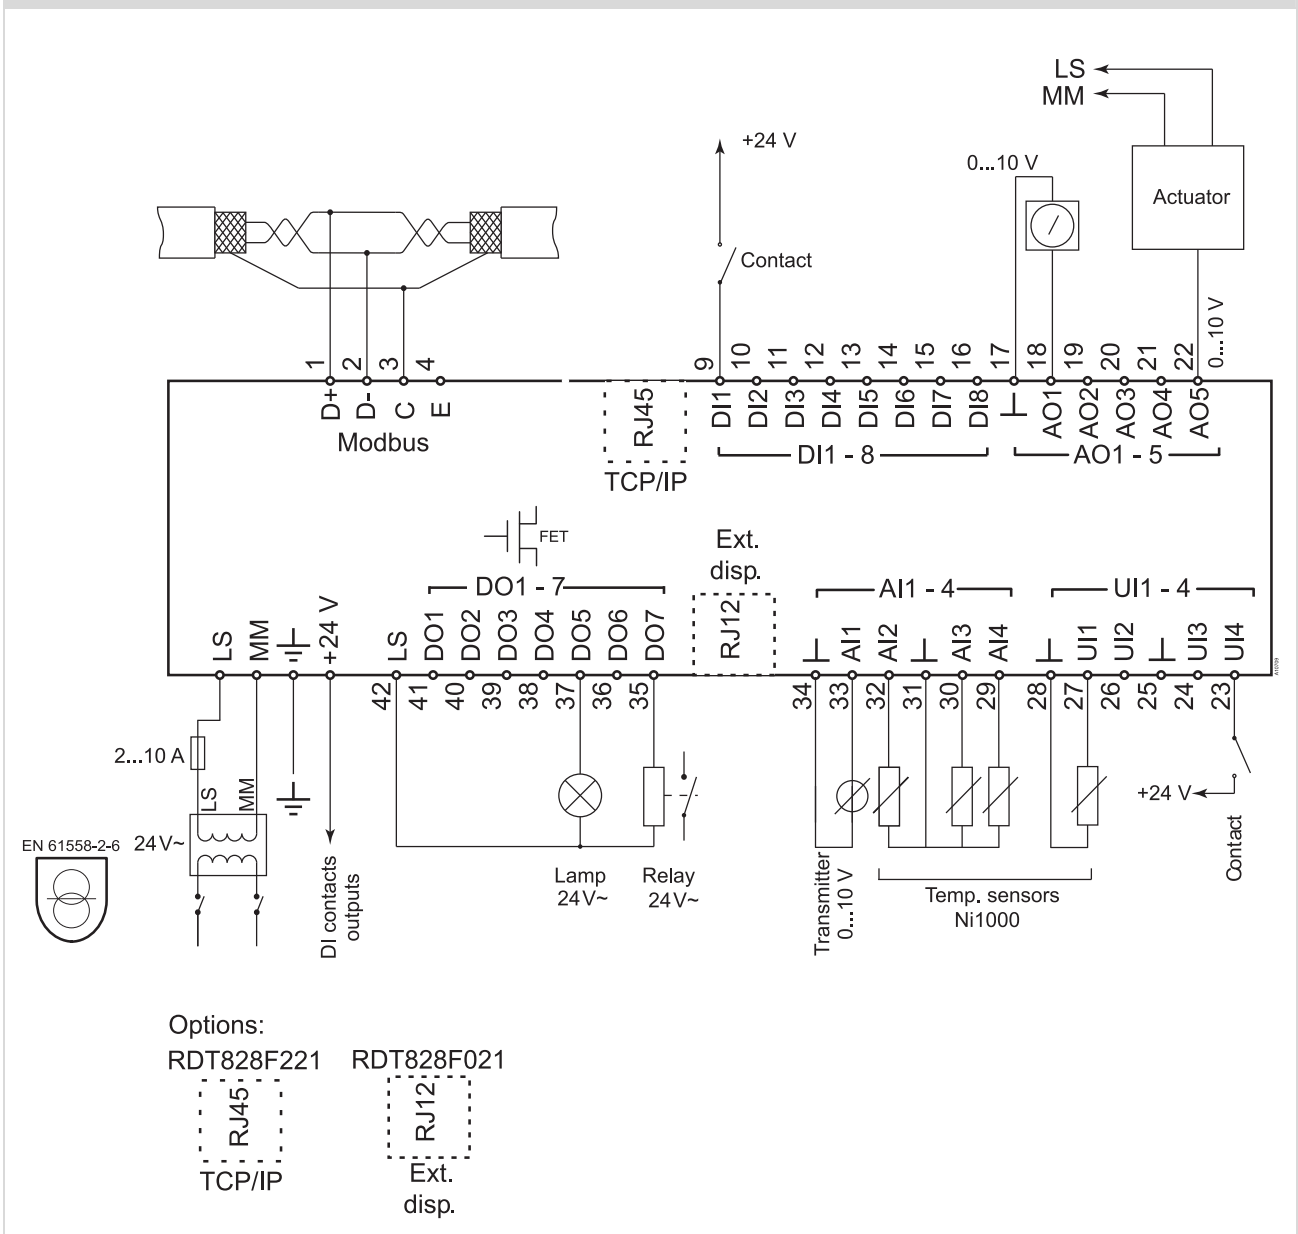 LS
MM
+24 V
0...10 V
Actuator
Contact
0...10 V
1
2
3
4
9
10
11
12
13
14
15
16
17
18
19
20
21
22
D+
D-
C
E
Modbus
RJ45
TCP/IP
DI1
DI2
DI3
DI4
DI5
DI6
DI7
DI8
AO1
AO2
AO3
AO4
AO5
DI1 - 8
AO1 - 5
FET
Ext.
disp.
RJ12
DO1 - 7
AI1 - 4
UI1 - 4
LS
MM
+24 V
LS
DO1
DO2
DO3
DO4
DO5
DO6
DO7
AI1
AI2
AI3
AI4
UI1
UI2
UI3
UI4
42
41
40
39
38
37
36
35
34
33
32
31
30
29
28
27
26
25
24
23
2...10 A
LS
MM
EN 61558-2-6
24V~
DI contacts
outputs
Lamp
24V~
Relay
24V~
Transmitter
0...10 V
Temp. sensors
Ni1000
+24 V
Contact
Options:
RDT828F221
RJ45
TCP/IP
RDT828F021
RJ12
Ext.
disp.